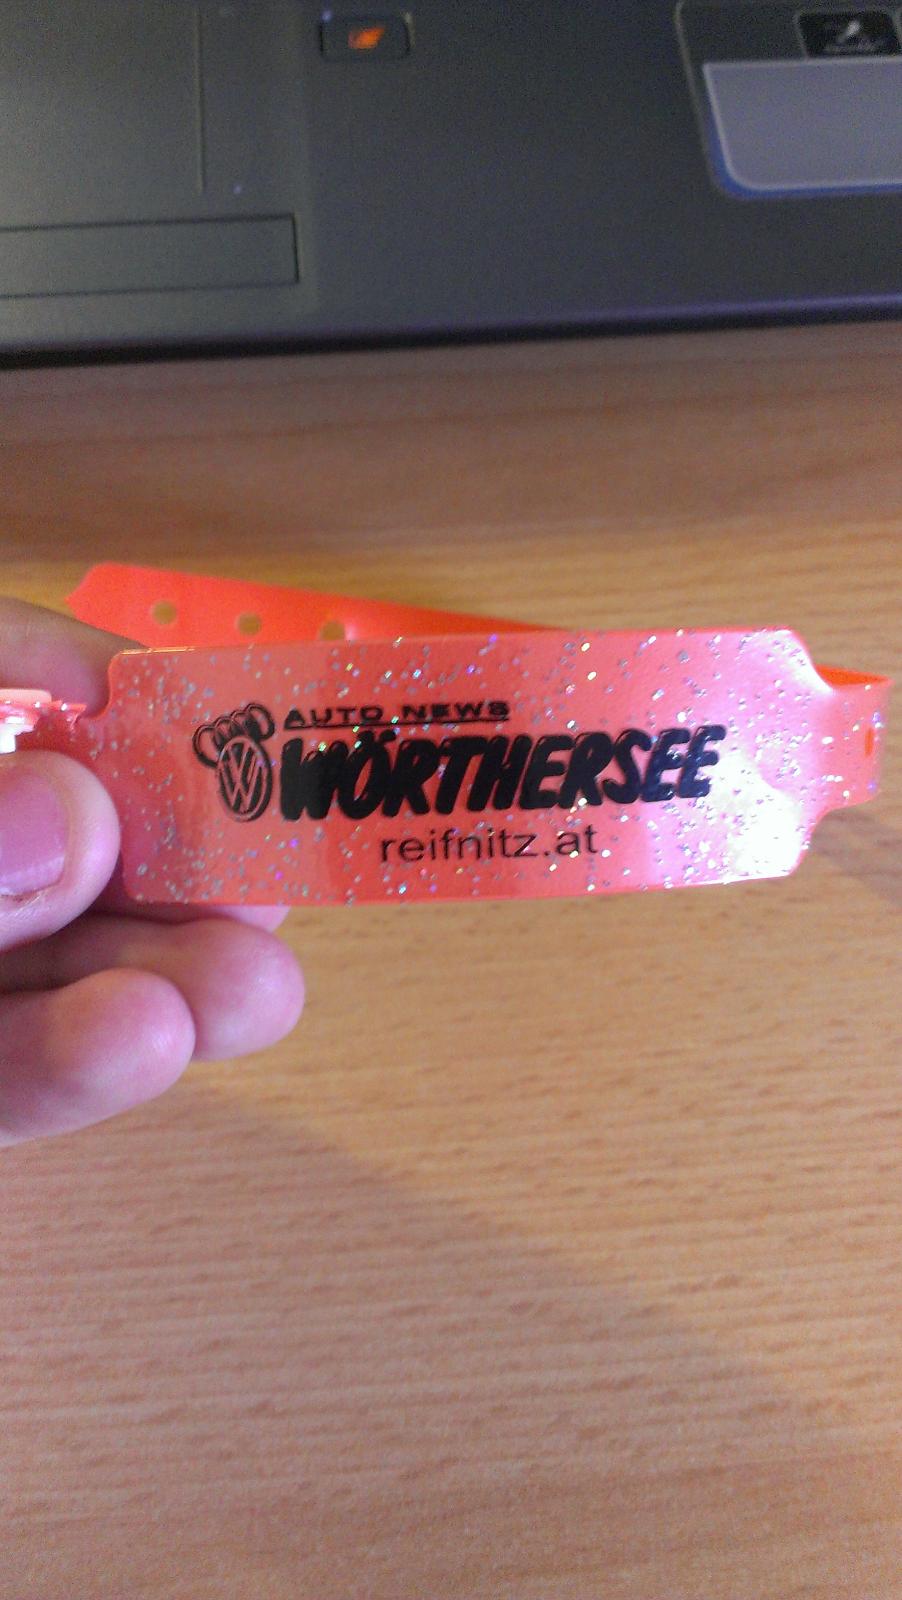 AUTO NEWS
WÖRTHERSEE
reifnitz.at